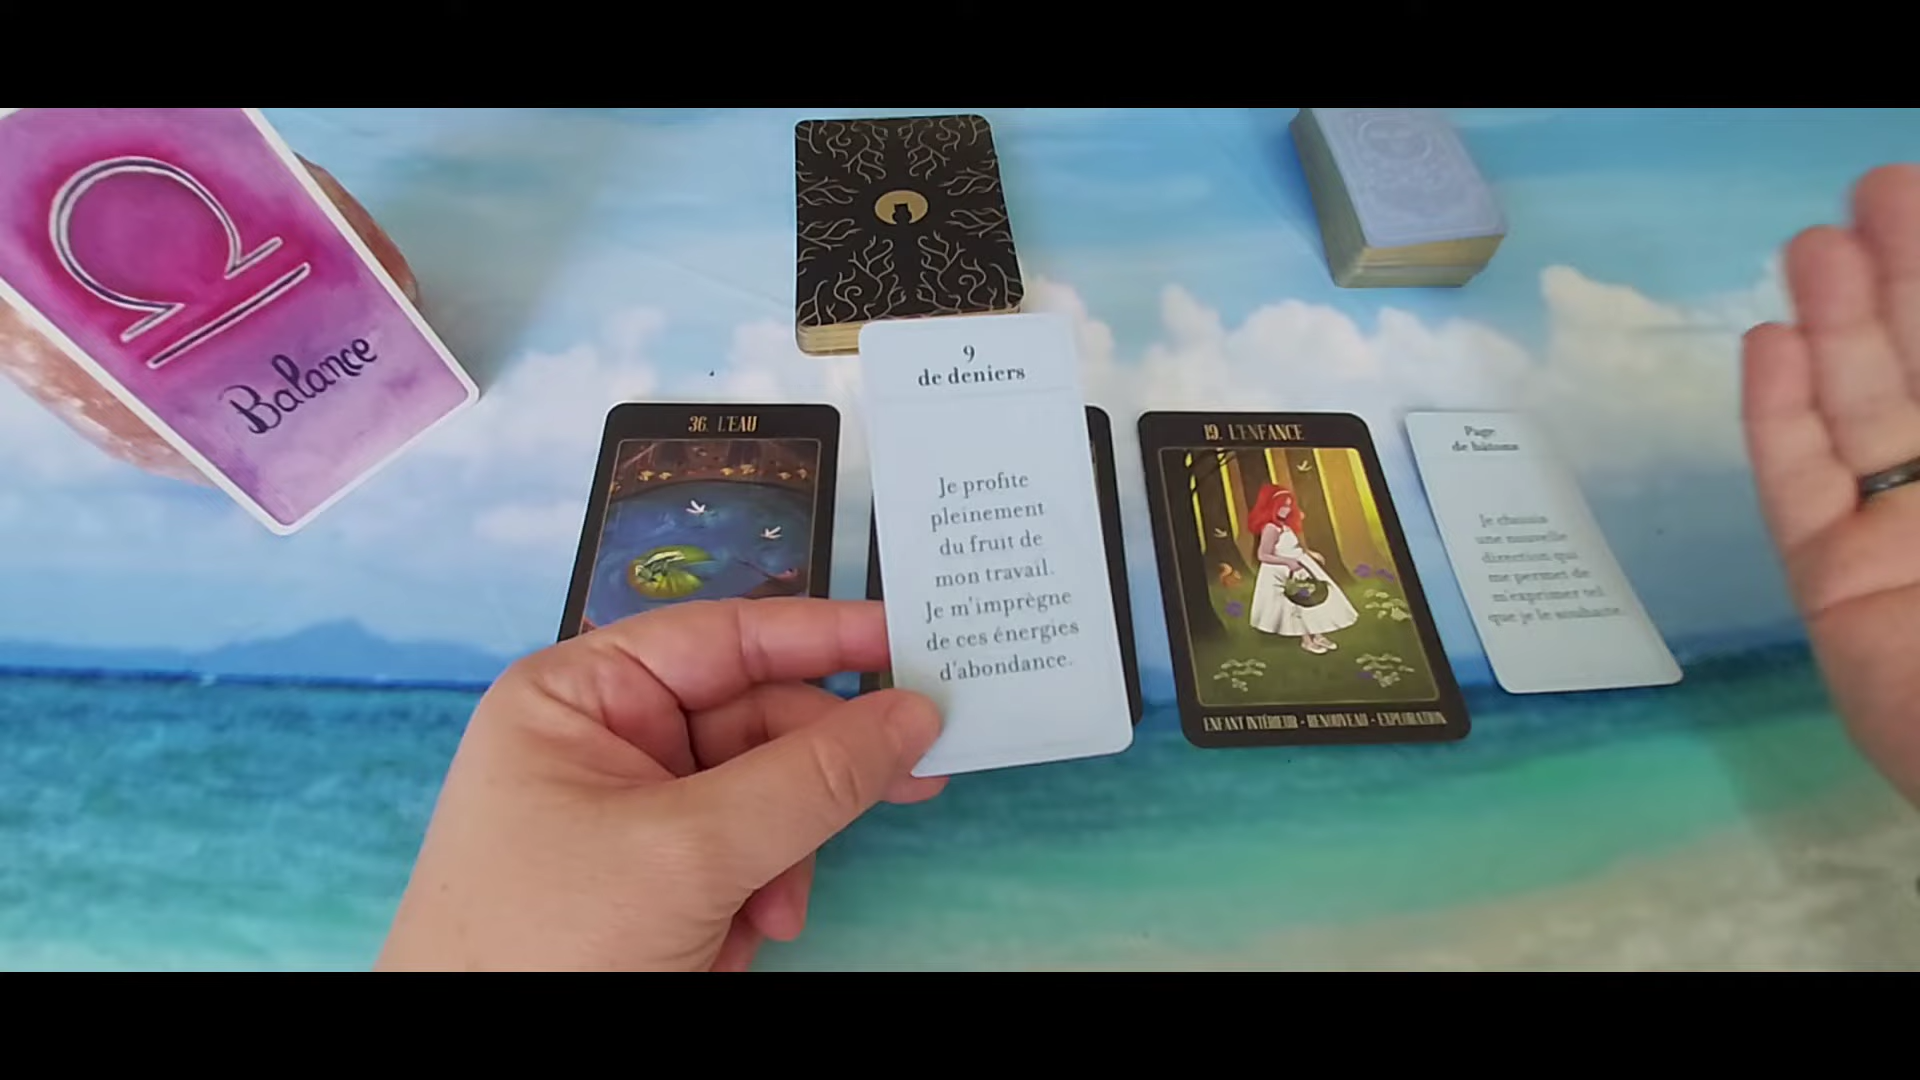 Balance
36. L'EAU
9
de deniers
Je profite
pleinement
du fruit de
mon travail.
Je m'imprègne
de ces énergies
d'abondance.
19. L'ENFANCE
ENFANT INTÉRIEUR - RENOUVEAU - EXPLORATION
Page
de bâtons
Je choisis
une nouvelle
direction qui
me permet de
m'exprimer tel
que je le souhaite.